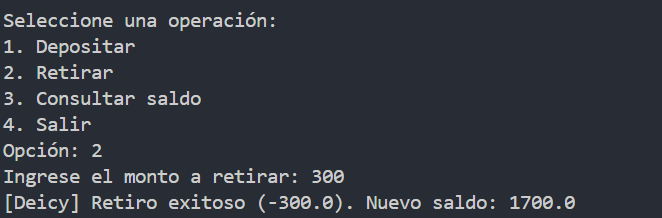 Seleccione una operación:
1. Depositar
2. Retirar
3. Consultar saldo
4. Salir
Opción: 2
Ingrese el monto a retirar: 300
[Deicy] Retiro exitoso (-300.0). Nuevo saldo: 1700.0